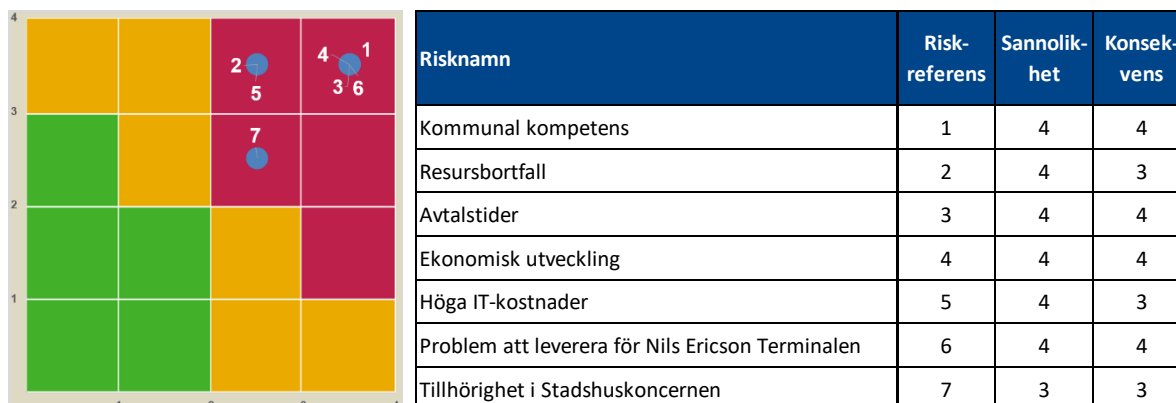 4
4 1
2
3 6
5
3
7
2
1
Risknamn Risk-referens Sannolik-het Konsek-vens
Kommunal kompetens 1 4 4
Resursbortfall 2 4 3
Avtalstider 3 4 4
Ekonomisk utveckling 4 4 4
Höga IT-kostnader 5 4 3
Problem att leverera för Nils Ericson Terminalen 6 4 4
Tillhörighet i Stadshuskoncernen 7 3 3